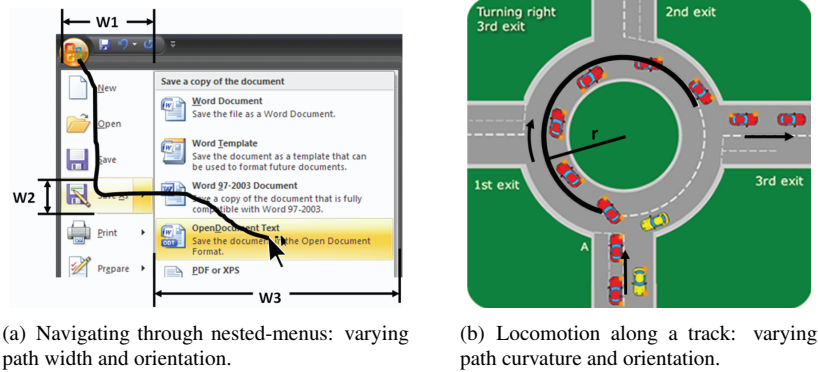 W1
Save a copy of the document
New
Word Document
Save the file as a Word Document.
Open
Word Template
Save the document as a template that can
be used to format future documents.
Save
Word 97-2003 Document
Save a copy of the document that is fully
compatible with Word 97-2003.
W2
Save As
OpenDocument Text
Save the document in the Open Document
Format.
ODT
Print
Prepare
PDF or XPS
W3
(a) Navigating through nested-menus: varying
path width and orientation.
Turning right
3rd exit
2nd exit
r
1st exit
3rd exit
A
(b) Locomotion along a track: varying
path curvature and orientation.